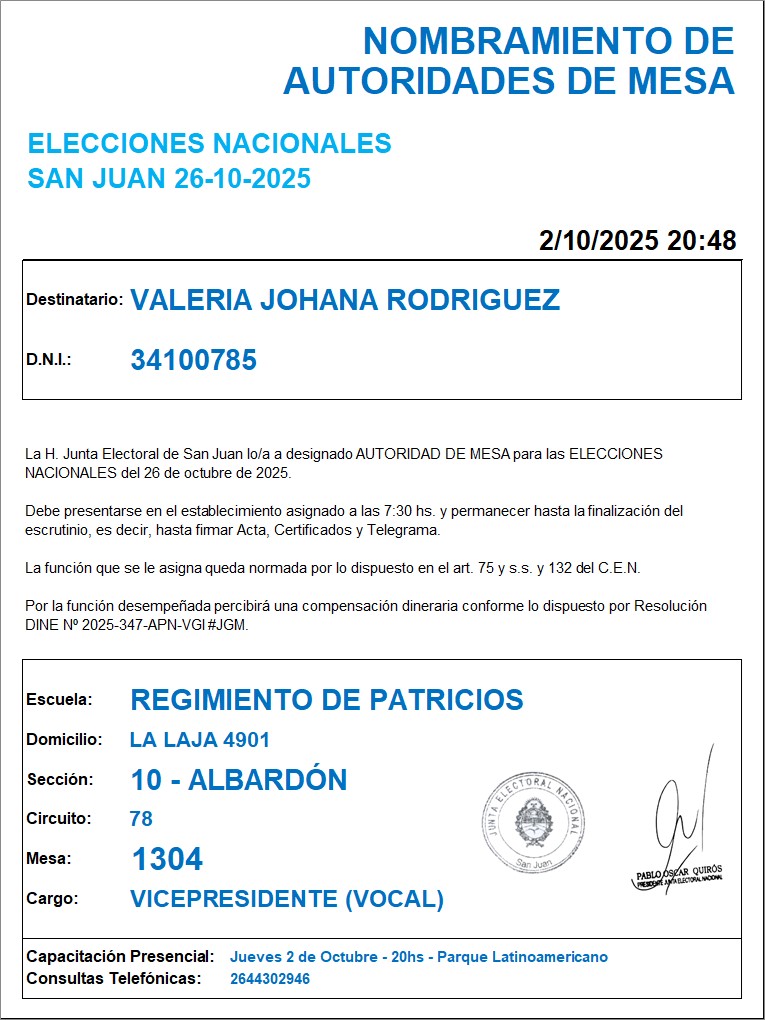 NOMBRAMIENTO DE
AUTORIDADES DE MESA
ELECCIONES NACIONALES
SAN JUAN 26-10-2025
2/10/2025 20:48
Destinatario: VALERIA JOHANA RODRIGUEZ
D.N.I.: 34100785
La H. Junta Electoral de San Juan lo/a a designado AUTORIDAD DE MESA para las ELECCIONES
NACIONALES del 26 de octubre de 2025.
Debe presentarse en el establecimiento asignado a las 7:30 hs. y permanecer hasta la finalización del
escrutinio, es decir, hasta firmar Acta, Certificados y Telegrama.
La función que se le asigna queda normada por lo dispuesto en el art. 75 y s.s. y 132 del C.E.N.
Por la función desempeñada percibirá una compensación dineraria conforme lo dispuesto por Resolución
DINE Nº 2025-347-APN-VGI#JGM.
Escuela: REGIMIENTO DE PATRICIOS
Domicilio: LA LAJA 4901
Sección: 10 - ALBARDÓN
Circuito: 78
Mesa: 1304
Cargo: VICEPRESIDENTE (VOCAL)
JUNTA ELECTORAL NACIONAL
San Juan
PABLO OSCAR QUIRÓS
PRESIDENTE JUNTA ELECTORAL NACIONAL
Capacitación Presencial: Jueves 2 de Octubre - 20hs - Parque Latinoamericano
Consultas Telefónicas: 2644302946